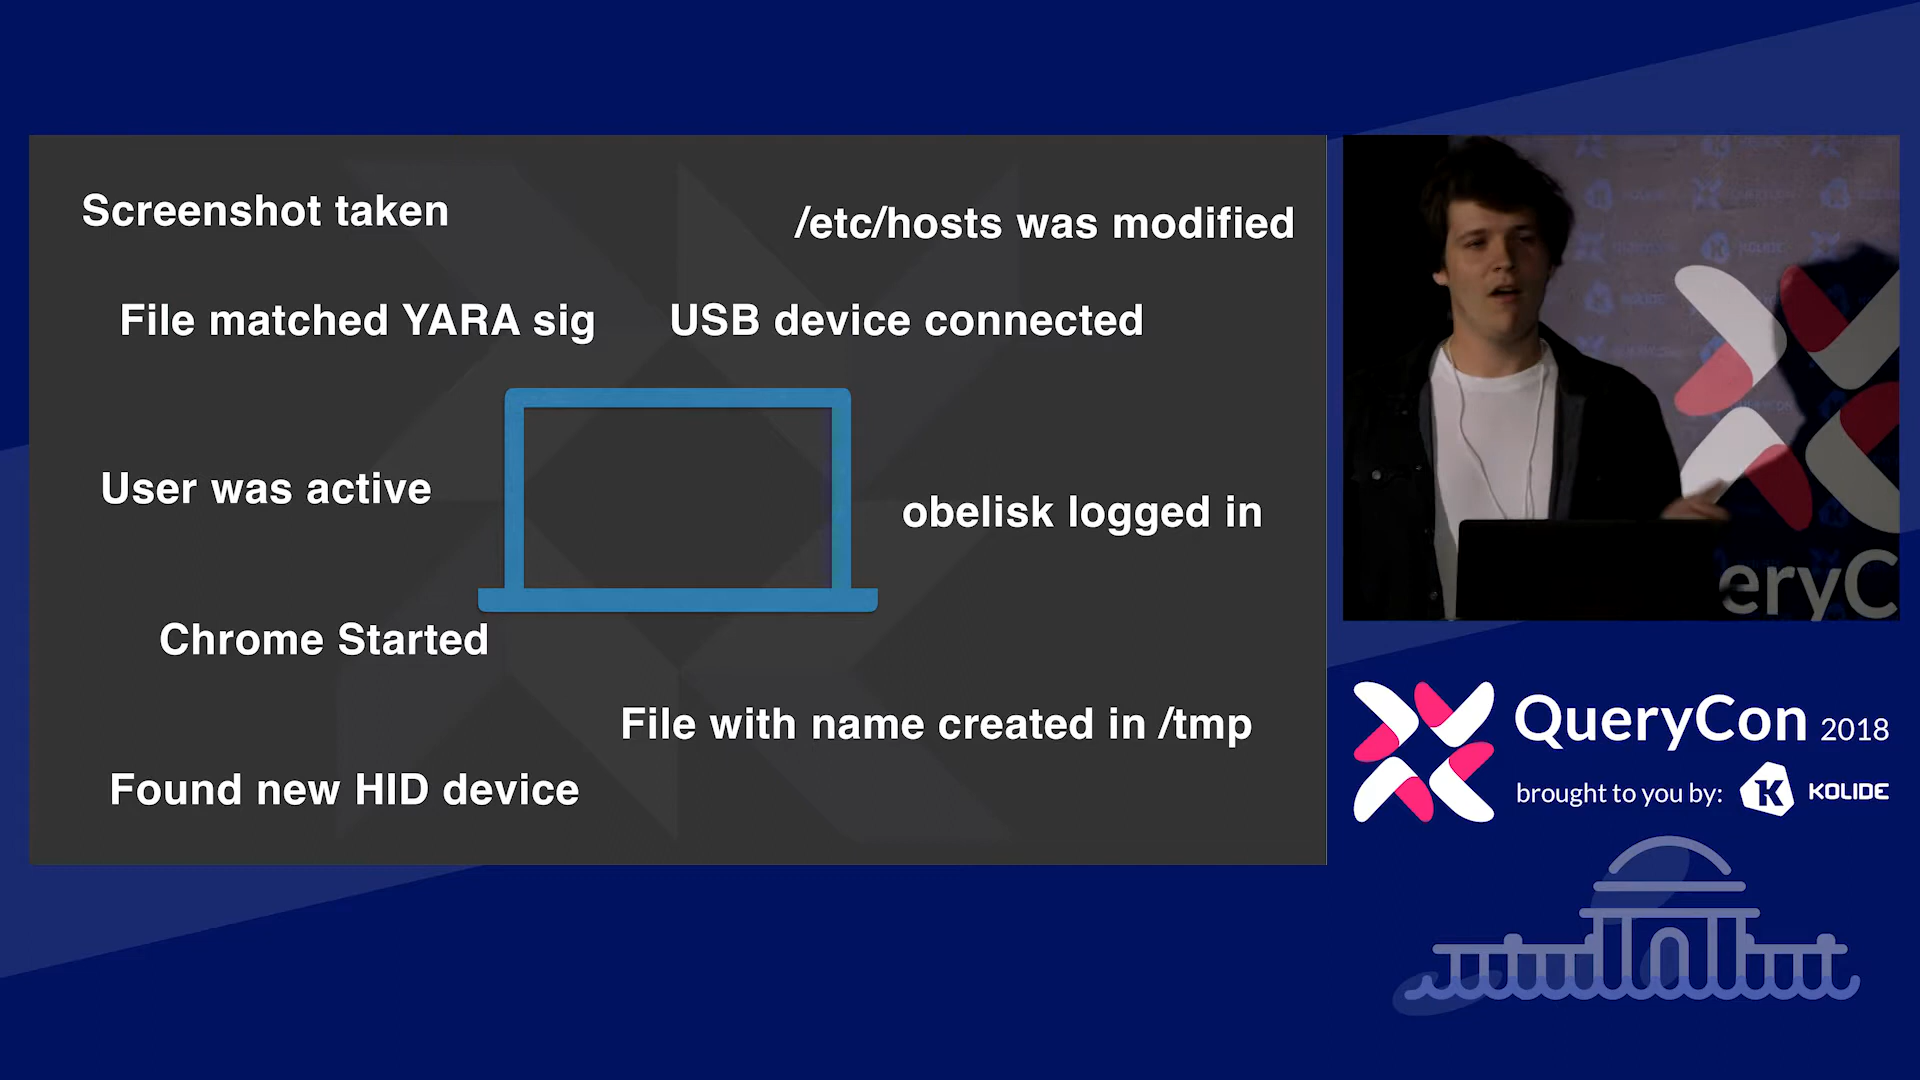 Screenshot taken
/etc/hosts was modified
File matched YARA sig
USB device connected
User was active
obelisk logged in
Chrome Started
File with name created in /tmp
Found new HID device
eryC
QueryCon 2018
brought to you by: KOLIDE